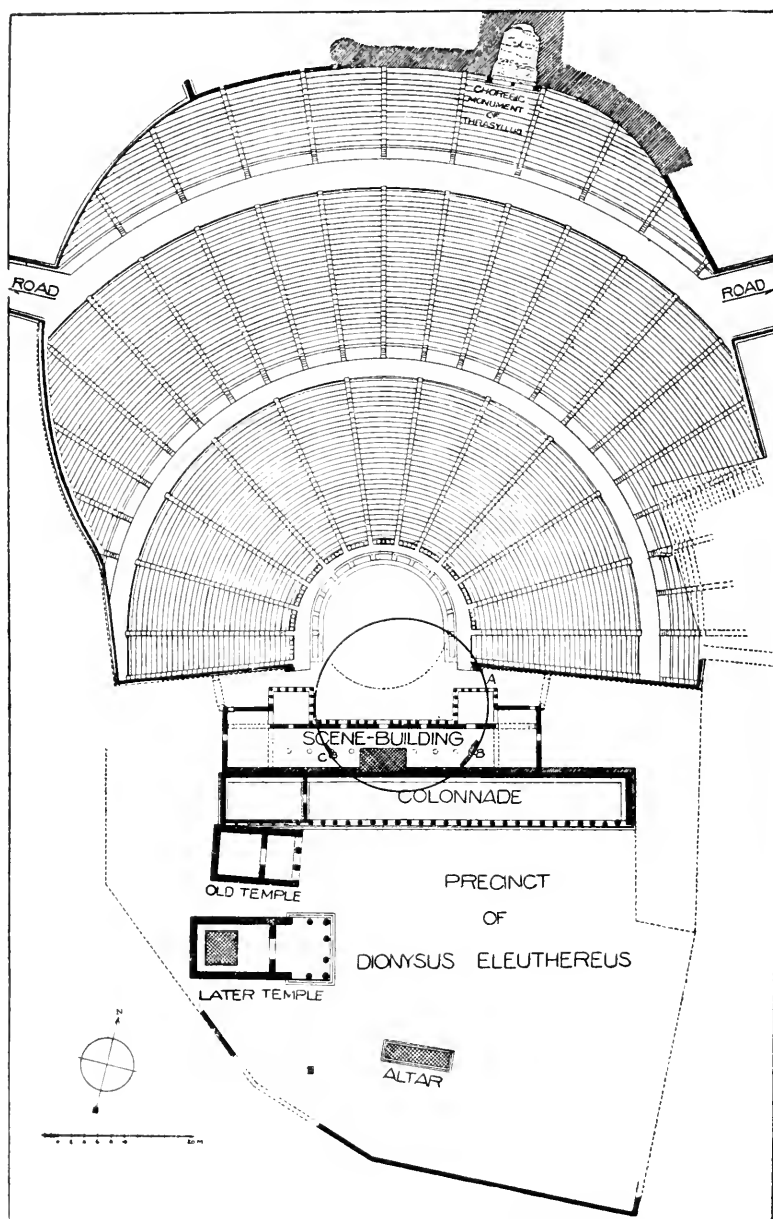 CHOREGIC
MONUMENT
OF
THRASYLLUS
ROAD
ROAD
A
SCENE-BUILDING
C
B
COLONNADE
OLD TEMPLE
PRECINCT
OF
DIONYSUS ELEUTHEREUS
LATER TEMPLE
N
ALTAR
20 M